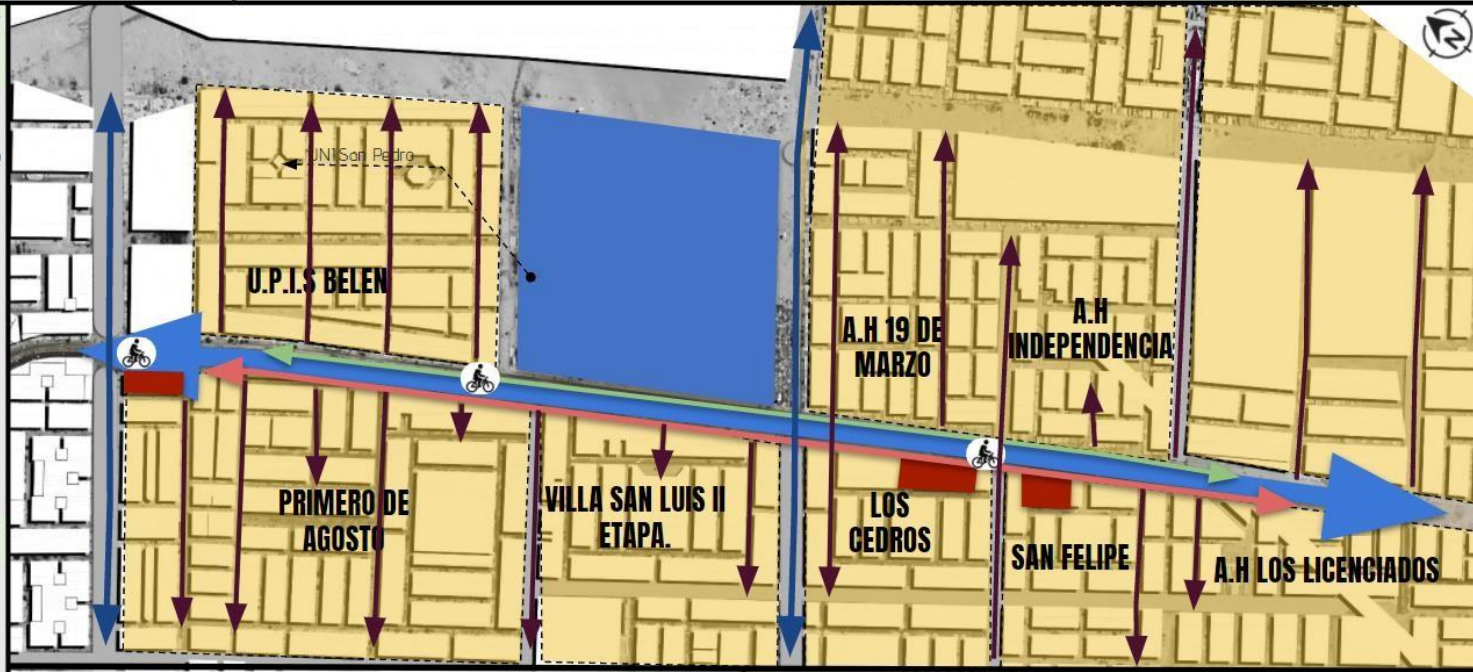 N
UNI San Pedro
U.P.I.S BELEN
A.H 19 DE
MARZO
A.H
INDEPENDENCIA
PRIMERO DE
AGOSTO
VILLA SAN LUIS II
ETAPA.
LOS
CEDROS
SAN FELIPE
A.H LOS LICENCIADOS